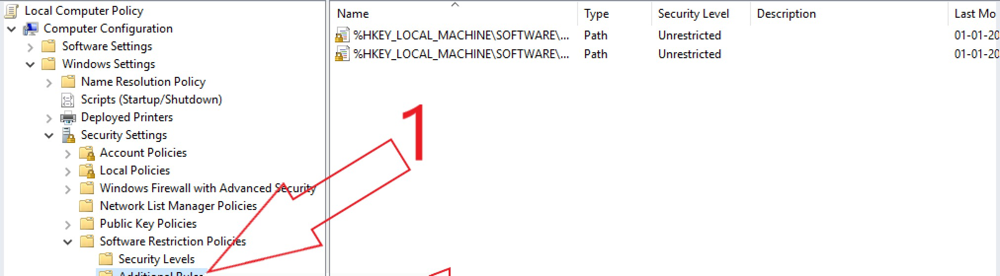 Local Computer Policy
Computer Configuration
Software Settings
Windows Settings
Name Resolution Policy
Scripts (Startup/Shutdown)
Deployed Printers
Security Settings
Account Policies
Local Policies
Windows Firewall with Advanced Security
Network List Manager Policies
Public Key Policies
Software Restriction Policies
Security Levels
Additional Rules
Name Type Security Level Description Last Mo
%HKEY_LOCAL_MACHINE\SOFTWARE\... Path Unrestricted 01-01-20
%HKEY_LOCAL_MACHINE\SOFTWARE\... Path Unrestricted 01-01-20
1